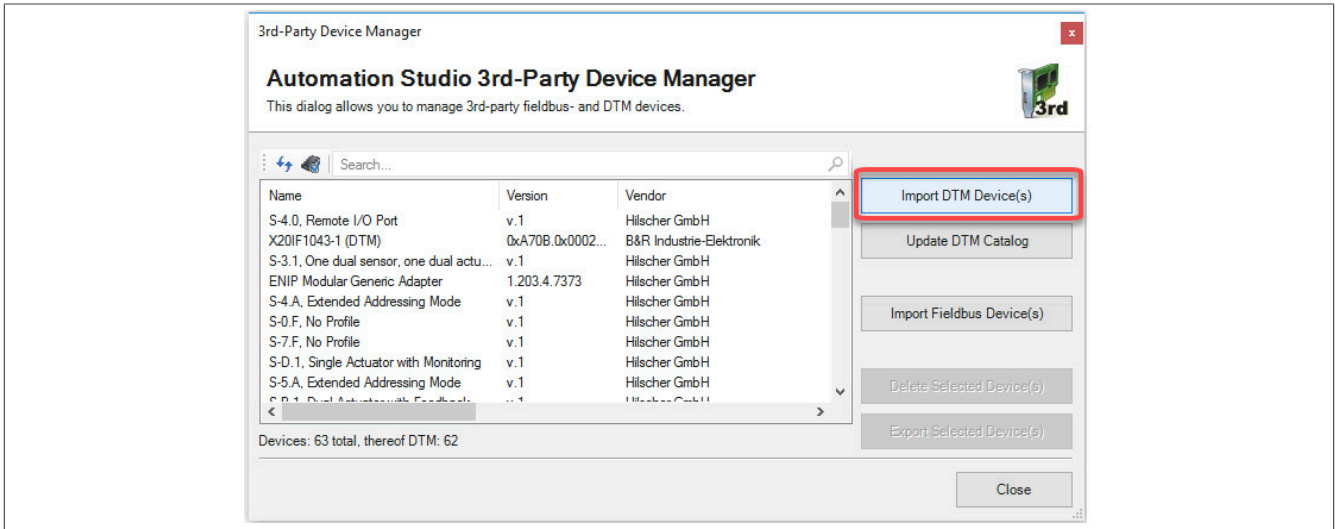 3rd-Party Device Manager
x
Automation Studio 3rd-Party Device Manager
This dialog allows you to manage 3rd-party fieldbus- and DTM devices.
3rd
Search...
Name Version Vendor
S-4.0, Remote I/O Port v.1 Hilscher GmbH
X20IF1043-1 (DTM) 0xA70B.0x0002... B&R Industrie-Elektronik
S-3.1, One dual sensor, one dual actu... v.1 Hilscher GmbH
ENIP Modular Generic Adapter 1.203.4.7373 Hilscher GmbH
S-4.A, Extended Addressing Mode v.1 Hilscher GmbH
S-0.F, No Profile v.1 Hilscher GmbH
S-7.F, No Profile v.1 Hilscher GmbH
S-D.1, Single Actuator with Monitoring v.1 Hilscher GmbH
S-5.A, Extended Addressing Mode v.1 Hilscher GmbH
Import DTM Device(s)
Update DTM Catalog
Import Fieldbus Device(s)
Delete Selected Device(s)
Export Selected Device(s)
Devices: 63 total, thereof DTM: 62
Close